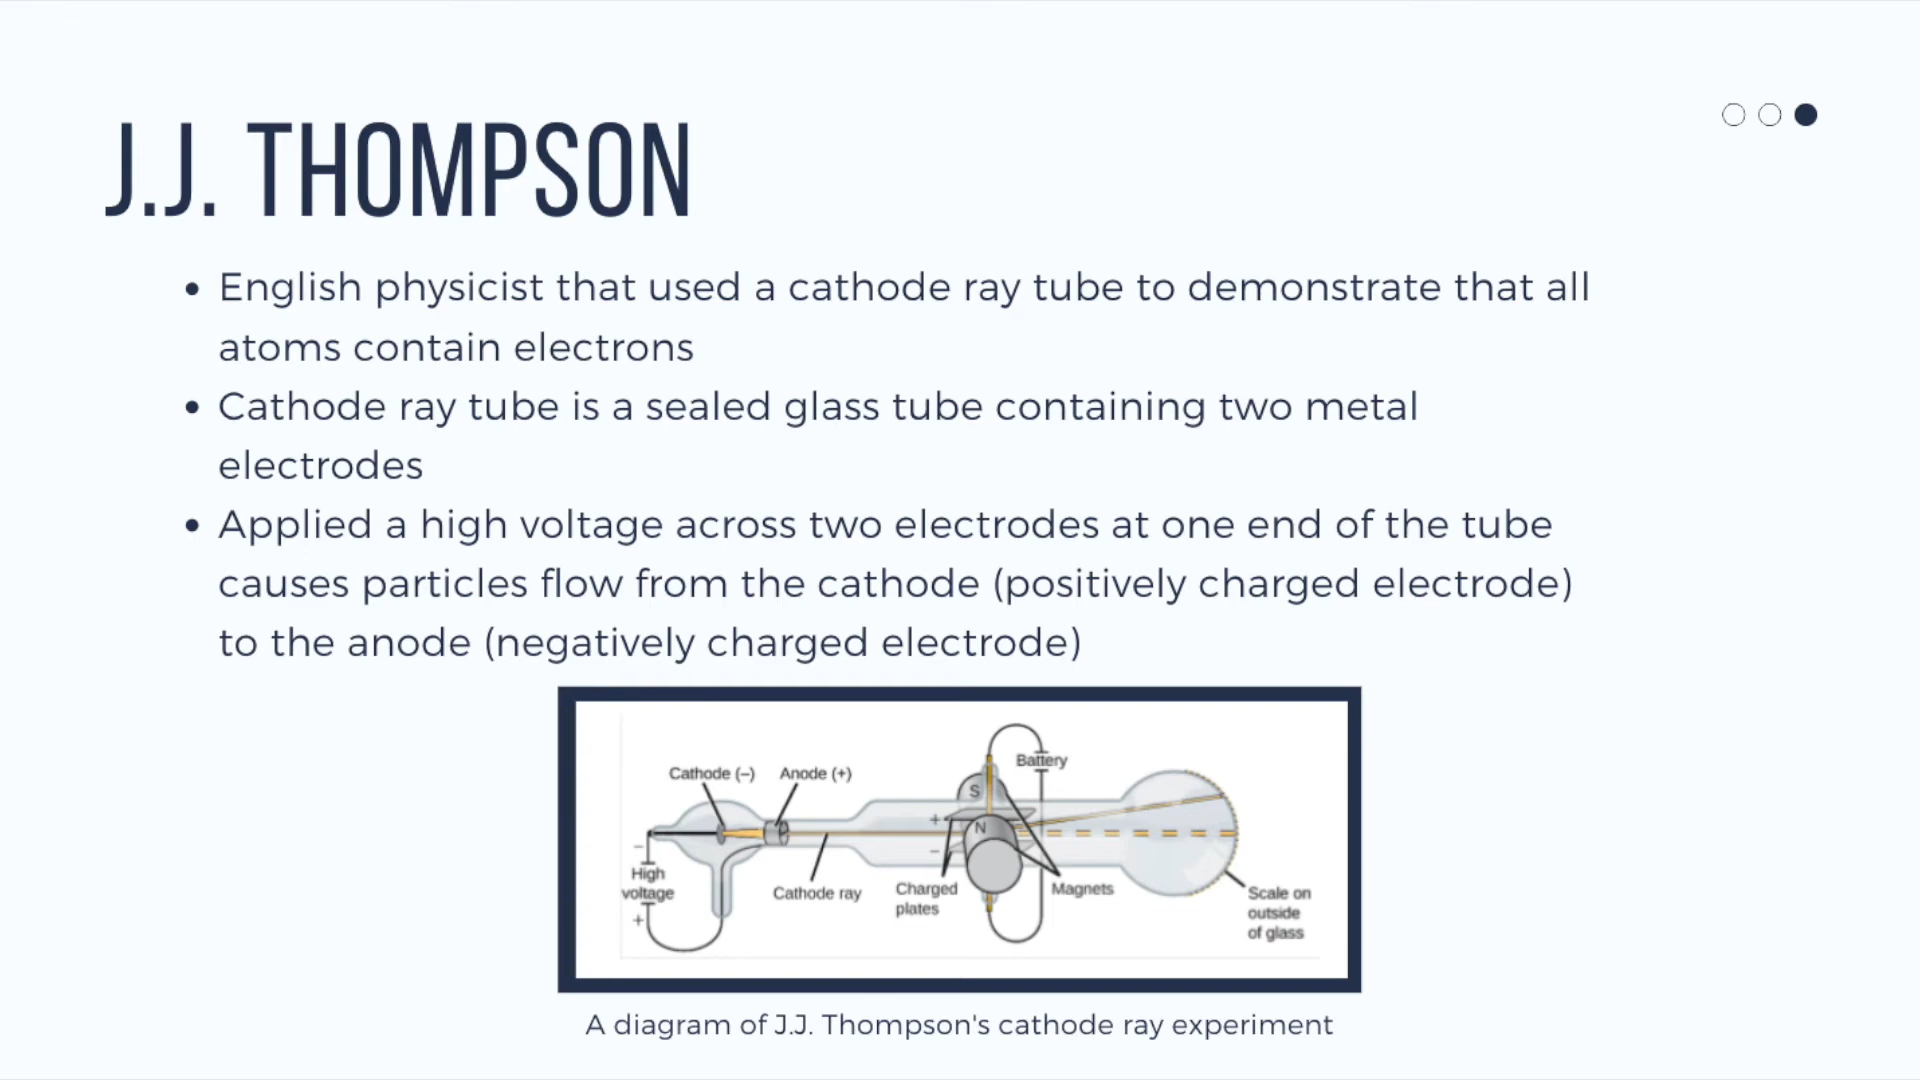 J.J. THOMPSON
• English physicist that used a cathode ray tube to demonstrate that all
atoms contain electrons
• Cathode ray tube is a sealed glass tube containing two metal
electrodes
• Applied a high voltage across two electrodes at one end of the tube
causes particles flow from the cathode (positively charged electrode)
to the anode (negatively charged electrode)
Battery
Cathode (–)
Anode (+)
S
+
N
–
–
High
voltage
+
Cathode ray
Charged
plates
Magnets
Scale on
outside
of glass
A diagram of J.J. Thompson's cathode ray experiment